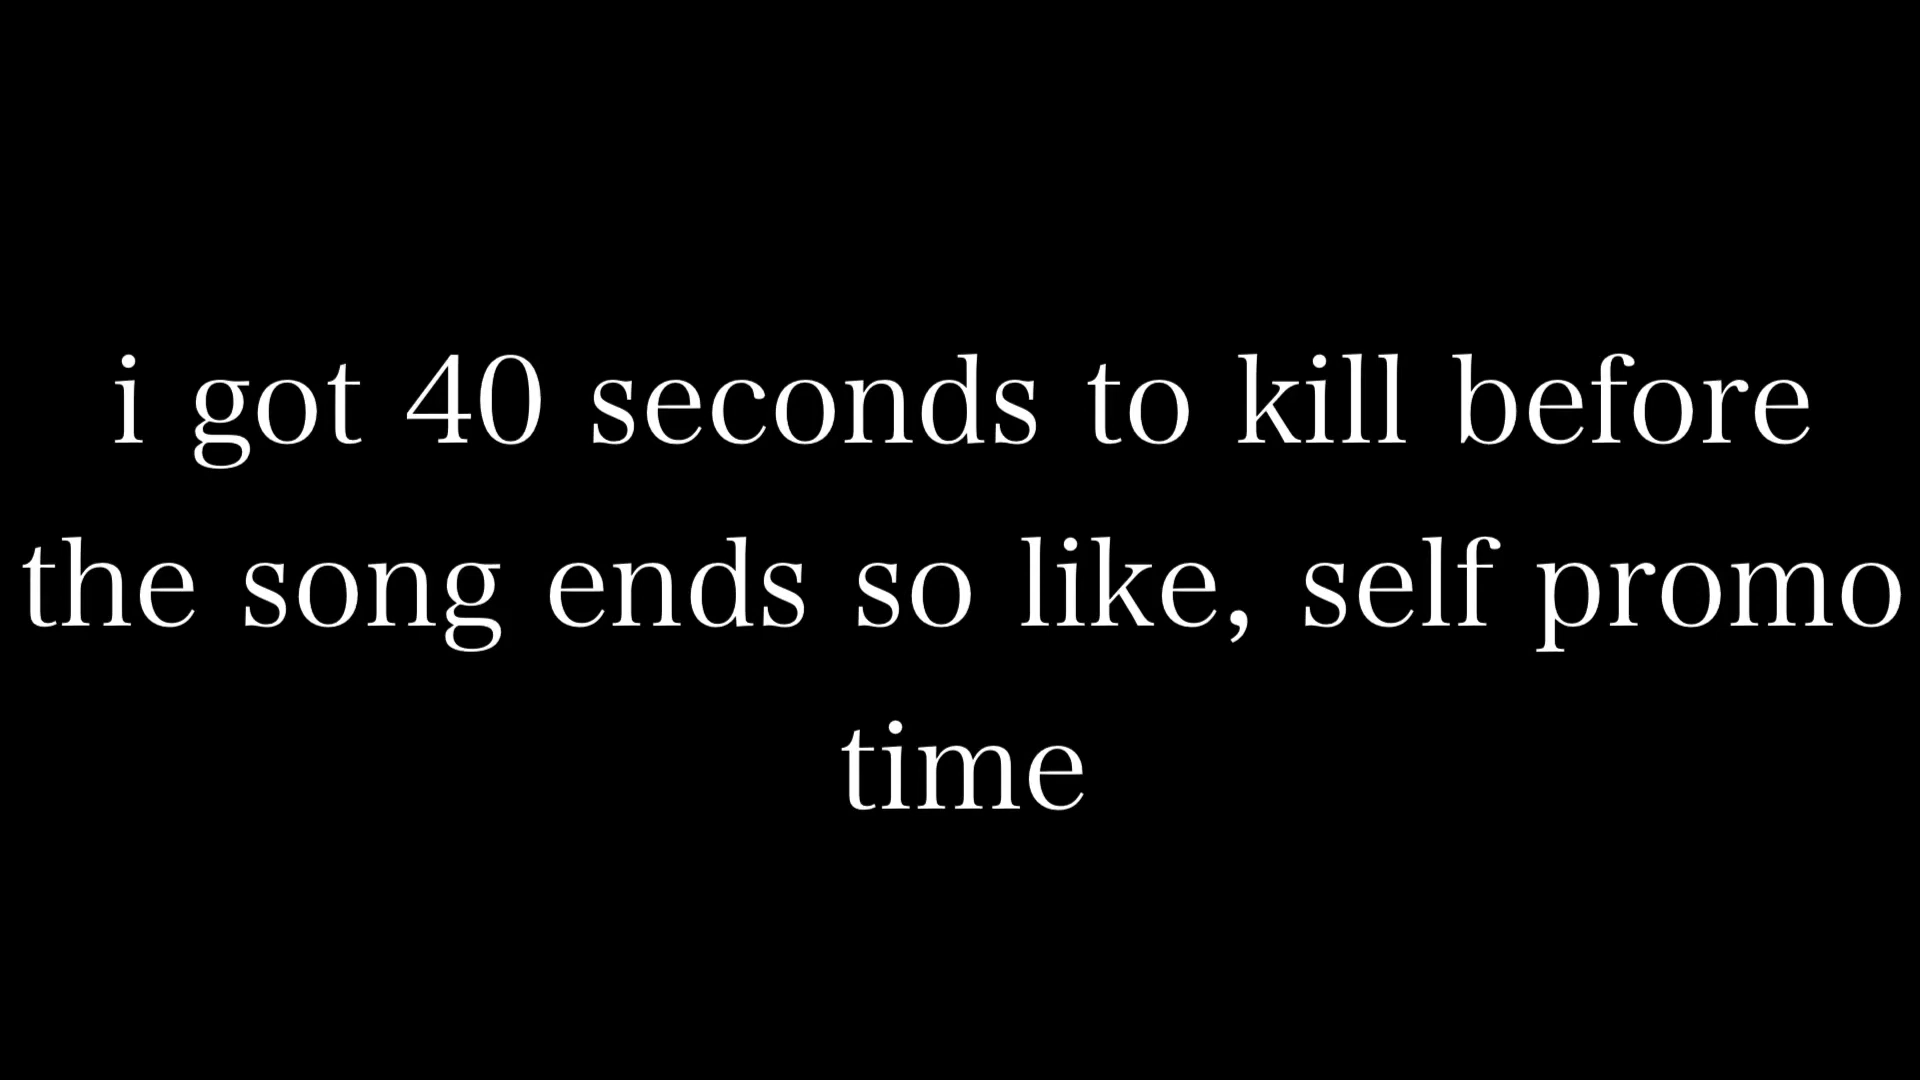 i got 40 seconds to kill before
the song ends so like, self promo
time